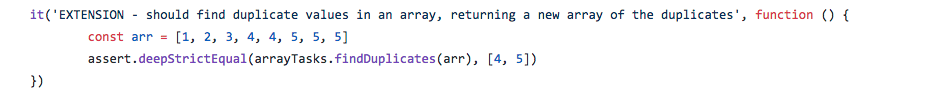 it('EXTENSION - should find duplicate values in an array, returning a new array of the duplicates', function () {
const arr = [1, 2, 3, 4, 4, 5, 5, 5]
assert.deepStrictEqual(arrayTasks.findDuplicates(arr), [4, 5])
})